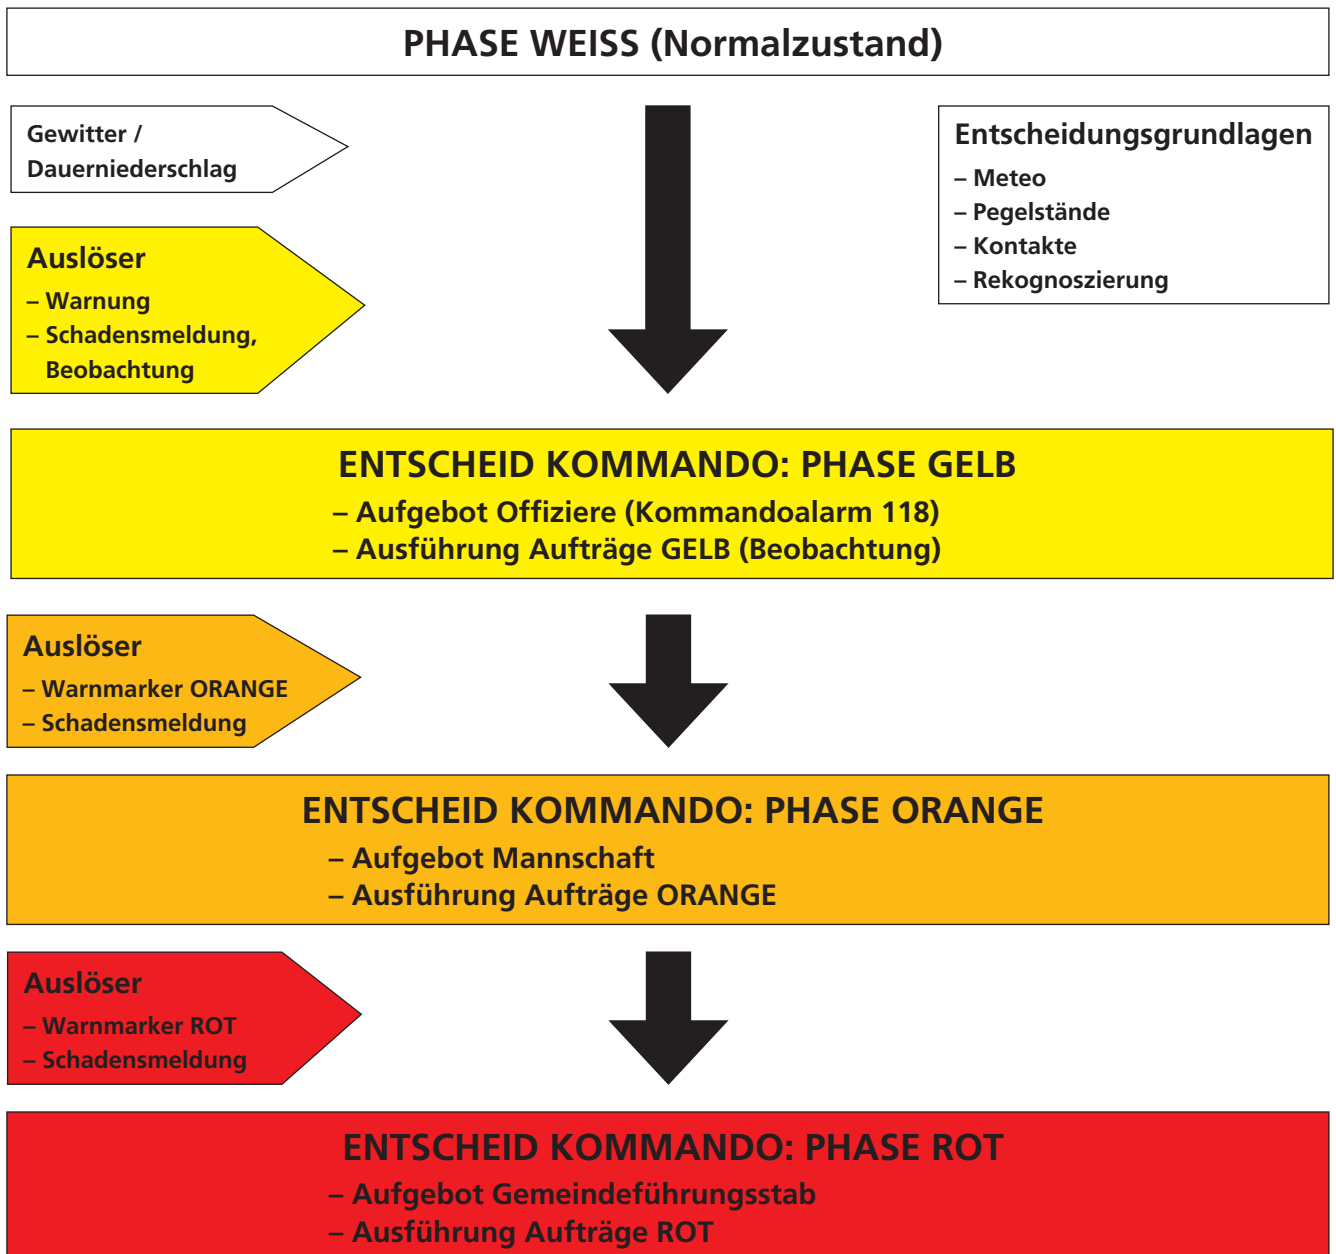 PHASE WEISS (Normalzustand)
Gewitter /
Dauerniederschlag
Entscheidungsgrundlagen
– Meteo
– Pegelstände
– Kontakte
– Rekognoszierung
Auslöser
– Warnung
– Schadensmeldung,
Beobachtung
ENTSCHEID KOMMANDO: PHASE GELB
– Aufgebot Offiziere (Kommandoalarm 118)
– Ausführung Aufträge GELB (Beobachtung)
Auslöser
– Warnmarker ORANGE
– Schadensmeldung
ENTSCHEID KOMMANDO: PHASE ORANGE
– Aufgebot Mannschaft
– Ausführung Aufträge ORANGE
Auslöser
– Warnmarker ROT
– Schadensmeldung
ENTSCHEID KOMMANDO: PHASE ROT
– Aufgebot Gemeindeführungsstab
– Ausführung Aufträge ROT